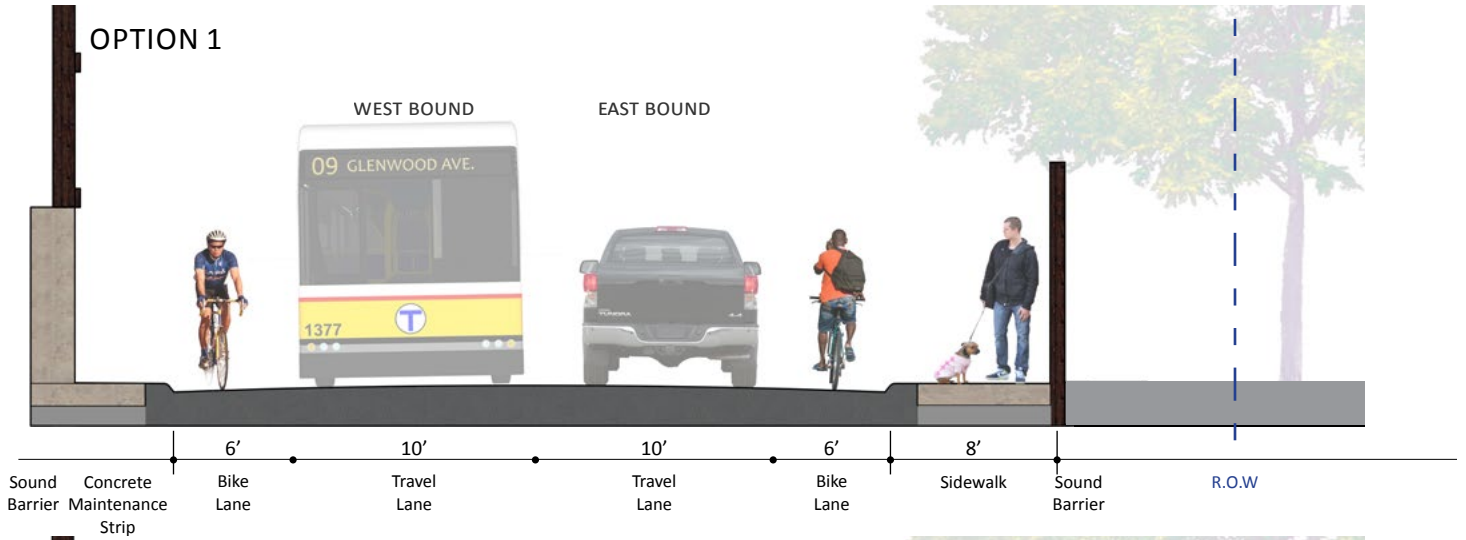 OPTION 1
WEST BOUND
EAST BOUND
09 GLENWOOD AVE.
1377
T
TUNDRA
6’
10’
10’
6’
8’
Sound
Barrier
Concrete
Maintenance
Strip
Bike
Lane
Travel
Lane
Travel
Lane
Bike
Lane
Sidewalk
Sound
Barrier
R.O.W